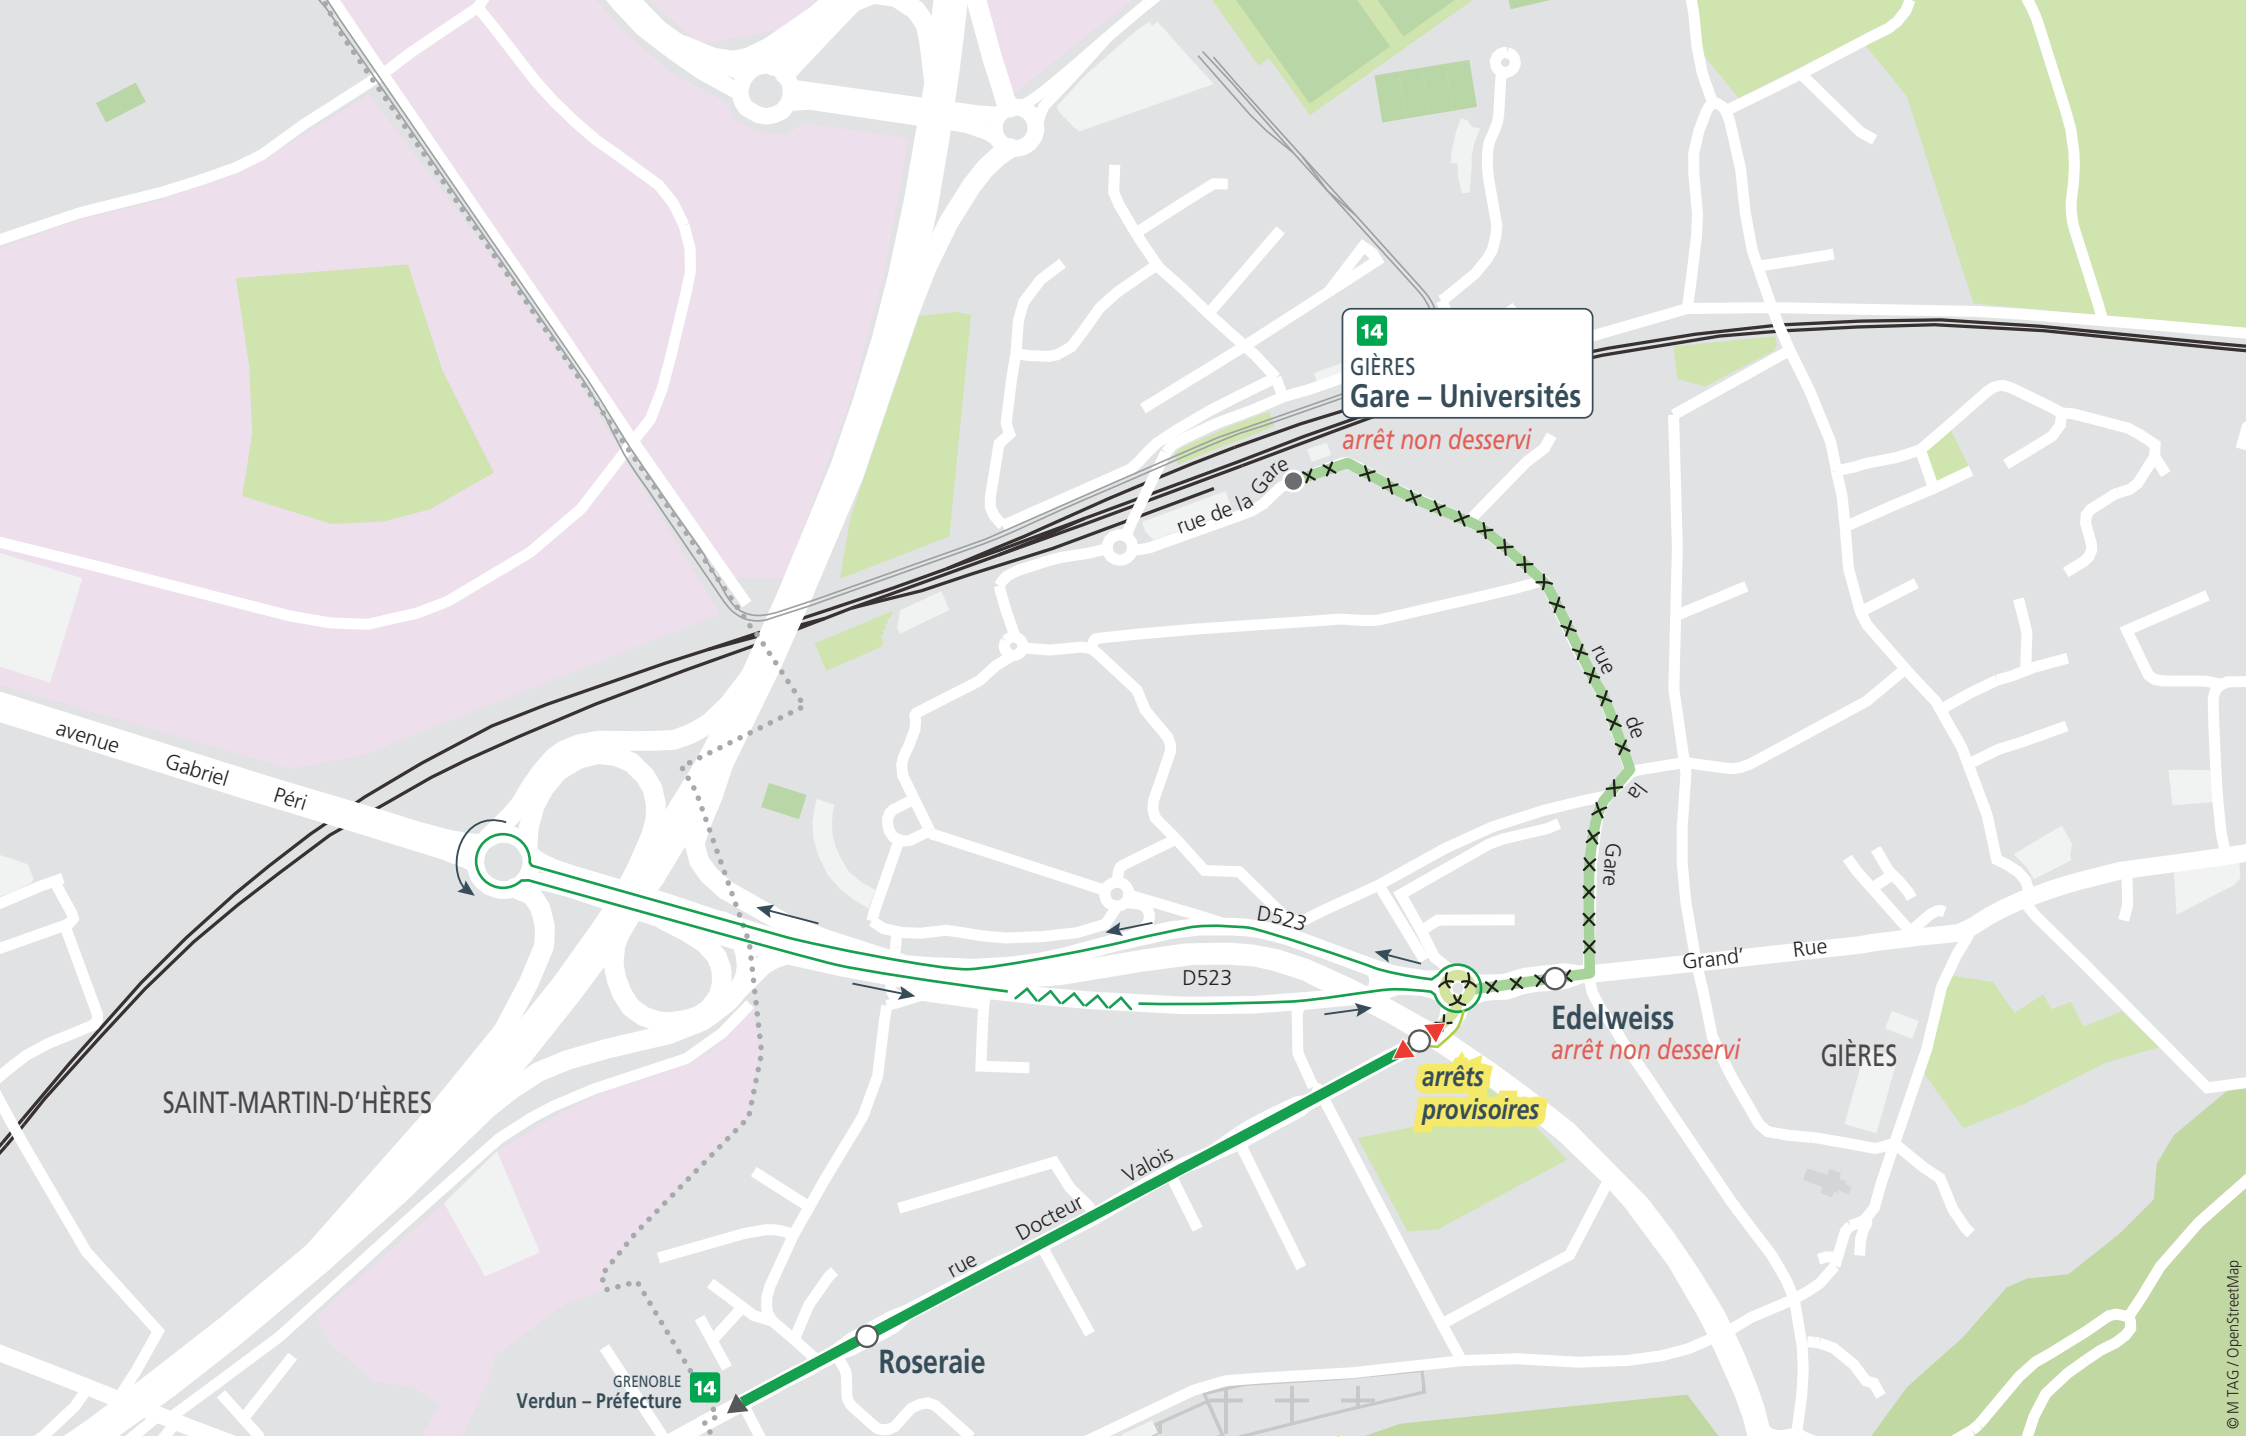 14
GIÈRES
Gare – Universités
arrêt non desservi
rue de la Gare
rue de la Gare
avenue Gabriel Péri
D523
D523
Grand' Rue
Edelweiss
arrêt non desservi
GIÈRES
arrêts
provisoires
SAINT-MARTIN-D'HÈRES
rue Docteur Valois
Roseraie
GRENOBLE
Verdun – Préfecture
14
© M TAG / OpenStreetMap